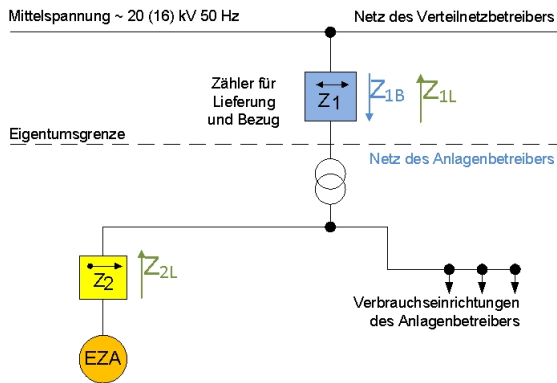 Mittelspannung ~ 20 (16) kV 50 Hz
Netz des Verteilnetzbetreibers
Zähler für
Lieferung
und Bezug
Z1
Z1B
Z1L
Eigentumsgrenze
Netz des Anlagenbetreibers
Z2
Z2L
EZA
Verbrauchseinrichtungen
des Anlagenbetreibers